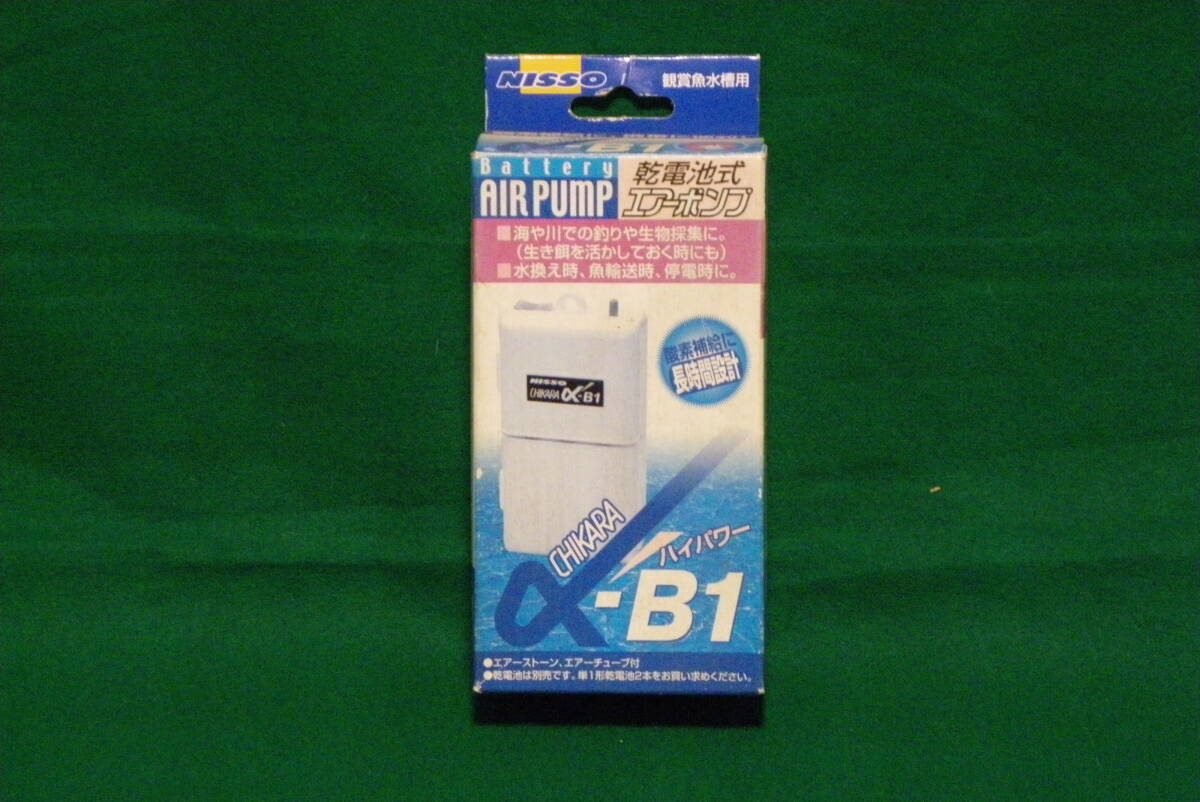 NISSO 観賞魚水槽用
-B1
Battery
AIR PUMP
乾電池式
エアーポンプ
■海や川での釣りや生物採集に。
(生き餌を活かしておく時にも)
■水換え時、魚輸送時、停電時に。
酸素補給に
長時間設計
NISSO
CHIKARA α-B1
CHIKARA
ハイパワー
α-B1
●エアーストーン、エアーチューブ付
●乾電池は別売です。単1形乾電池2本をお買い求めください。